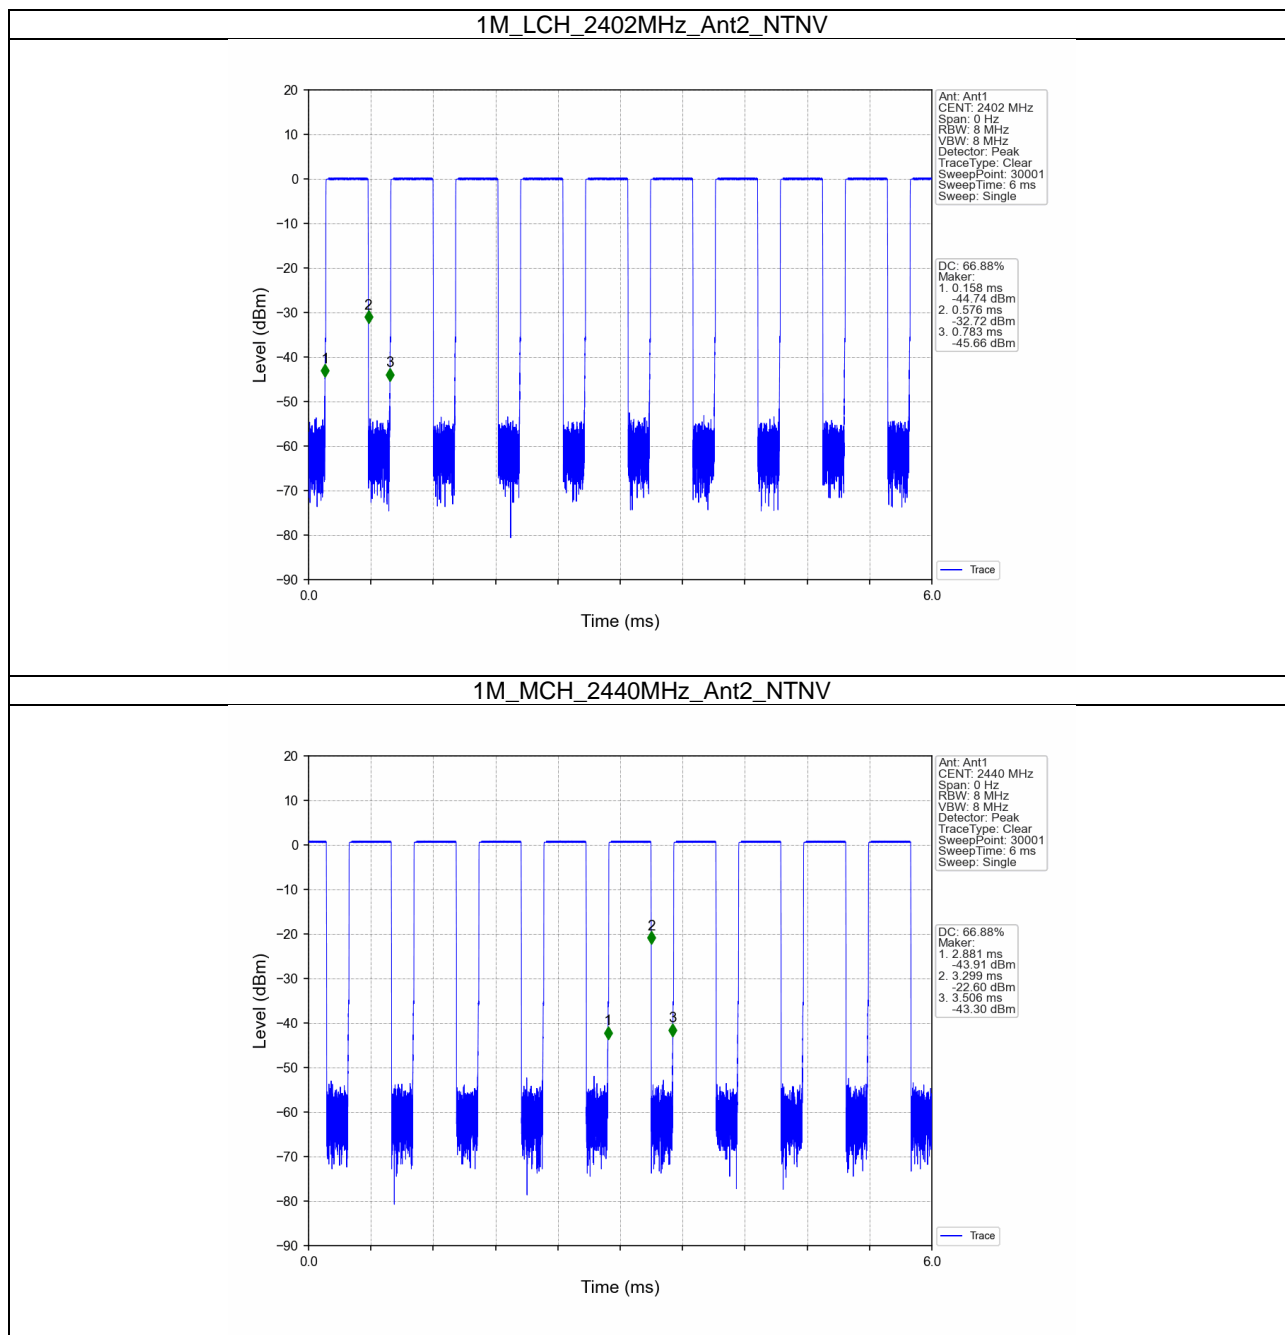 1M_LCH_2402MHz_Ant2_NTNV
20
10
0
−10
−20
−30
−40
−50
−60
−70
−80
−90
Level (dBm)
0.0
6.0
Time (ms)
1
2
3
Ant: Ant1
CENT: 2402 MHz
Span: 0 Hz
RBW: 8 MHz
VBW: 8 MHz
Detector: Peak
TraceType: Clear
SweepPoint: 30001
SweepTime: 6 ms
Sweep: Single
DC: 66.88%
Maker:
1. 0.158 ms
-44.74 dBm
2. 0.576 ms
-32.72 dBm
3. 0.783 ms
-45.66 dBm
Trace
1M_MCH_2440MHz_Ant2_NTNV
20
10
0
−10
−20
−30
−40
−50
−60
−70
−80
−90
Level (dBm)
0.0
6.0
Time (ms)
1
2
3
Ant: Ant1
CENT: 2440 MHz
Span: 0 Hz
RBW: 8 MHz
VBW: 8 MHz
Detector: Peak
TraceType: Clear
SweepPoint: 30001
SweepTime: 6 ms
Sweep: Single
DC: 66.88%
Maker:
1. 2.881 ms
-43.91 dBm
2. 3.299 ms
-22.60 dBm
3. 3.506 ms
-43.30 dBm
Trace